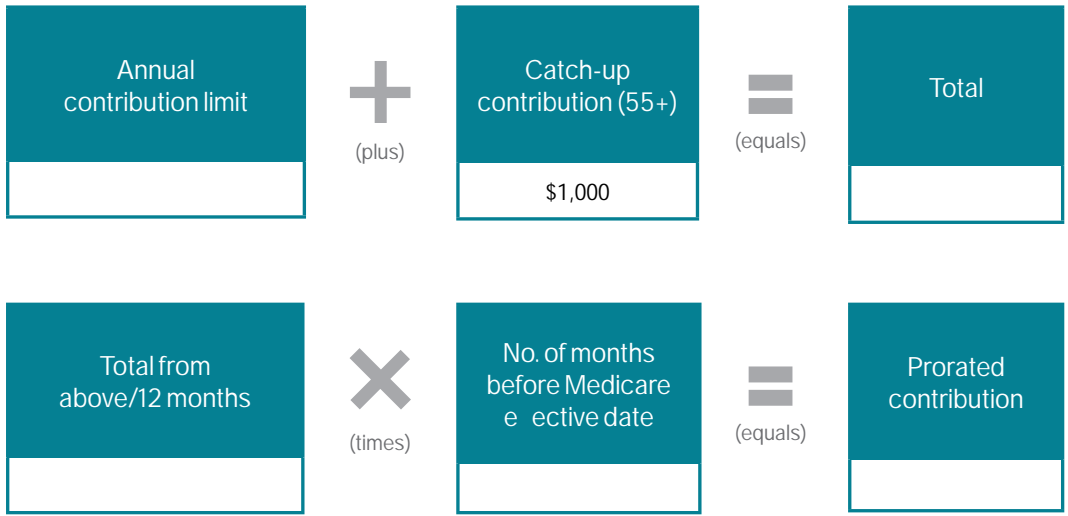 Annual
contribution limit
(plus)
Catch-up
contribution (55+)
$1,000
(equals)
Total
Total from
above/12 months
(times)
No. of months
before Medicare
e ective date
(equals)
Prorated
contribution